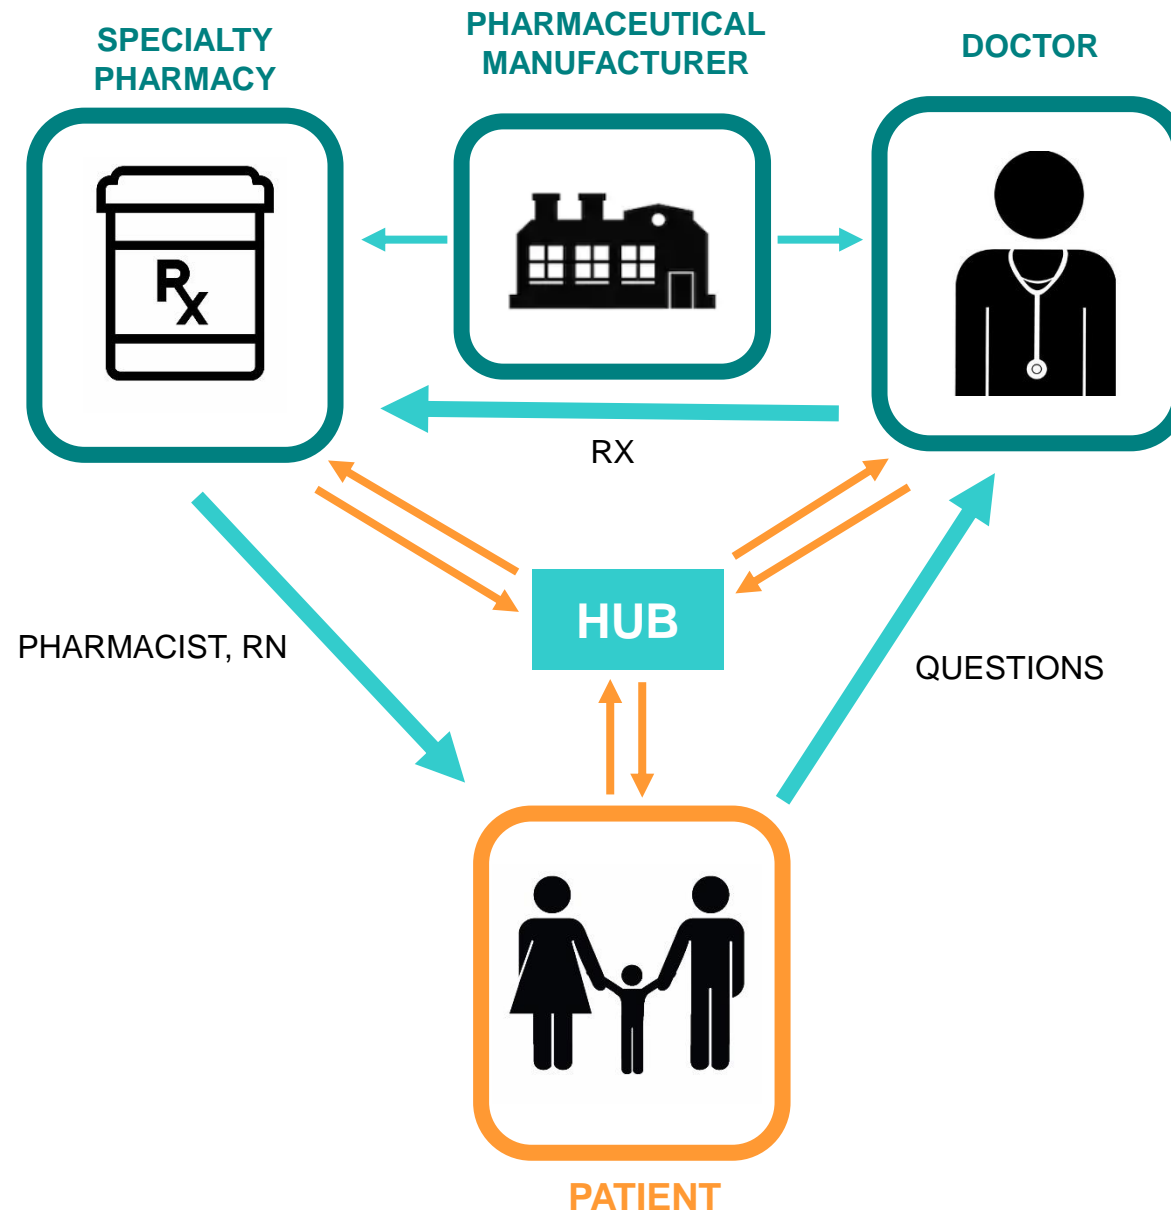 SPECIALTY
PHARMACY
PHARMACEUTICAL
MANUFACTURER
DOCTOR
Rx
RX
HUB
PHARMACIST, RN
QUESTIONS
PATIENT